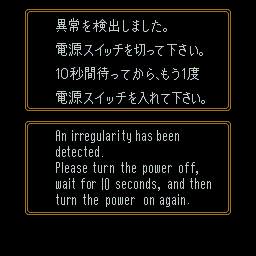 異常を検出しました。
電源スイッチを切って下さい。
10秒間待ってから、もう1度
電源スイッチを入れて下さい。
An irregularity has been
detected.
Please turn the power off,
wait for 10 seconds, and then
turn the power on again.